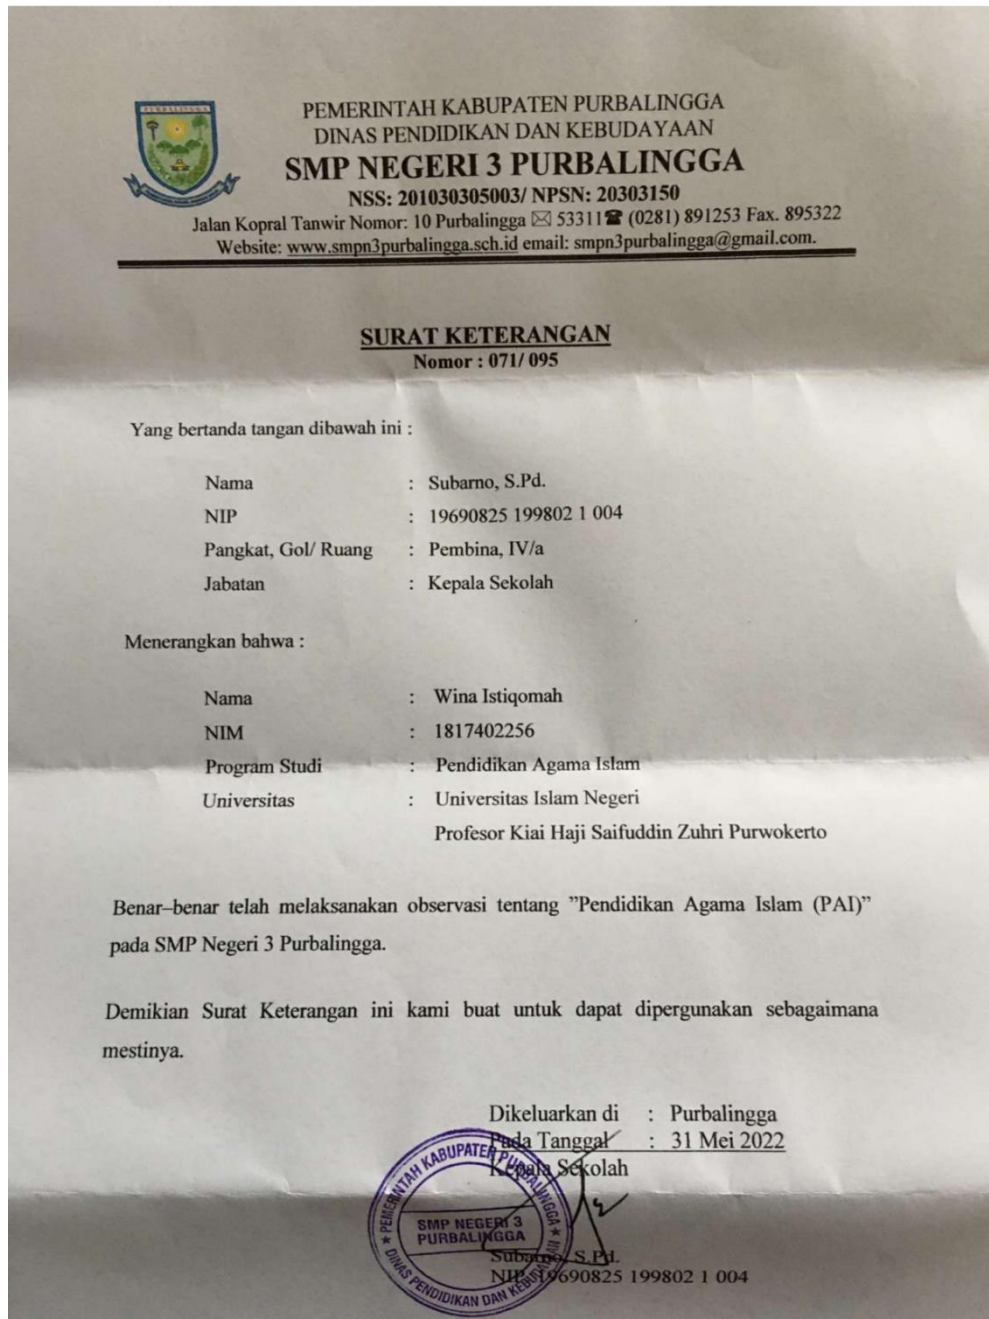 PURBALINGGA
PEMERINTAH KABUPATEN PURBALINGGA
DINAS PENDIDIKAN DAN KEBUDAYAAN
SMP NEGERI 3 PURBALINGGA
NSS: 201030305003/ NPSN: 20303150
Jalan Kopral Tanwir Nomor: 10 Purbalingga ✉ 53311☎ (0281) 891253 Fax. 895322
Website: www.smpn3purbalingga.sch.id email: smpn3purbalingga@gmail.com.
SURAT KETERANGAN
Nomor : 071/ 095
Yang bertanda tangan dibawah ini :
Nama : Subarno, S.Pd.
NIP : 19690825 199802 1 004
Pangkat, Gol/ Ruang : Pembina, IV/a
Jabatan : Kepala Sekolah
Menerangkan bahwa :
Nama : Wina Istiqomah
NIM : 1817402256
Program Studi : Pendidikan Agama Islam
Universitas : Universitas Islam Negeri
Profesor Kiai Haji Saifuddin Zuhri Purwokerto
Benar–benar telah melaksanakan observasi tentang ”Pendidikan Agama Islam (PAI)”
pada SMP Negeri 3 Purbalingga.
Demikian Surat Keterangan ini kami buat untuk dapat dipergunakan sebagaimana
mestinya.
Dikeluarkan di : Purbalingga
Pada Tanggal : 31 Mei 2022
Kepala Sekolah
PEMERINTAH KABUPATEN PURBALINGGA
SMP NEGERI 3
PURBALINGGA
DINAS PENDIDIKAN DAN KEBUDAYAAN
Subarno, S.Pd.
NIP 19690825 199802 1 004